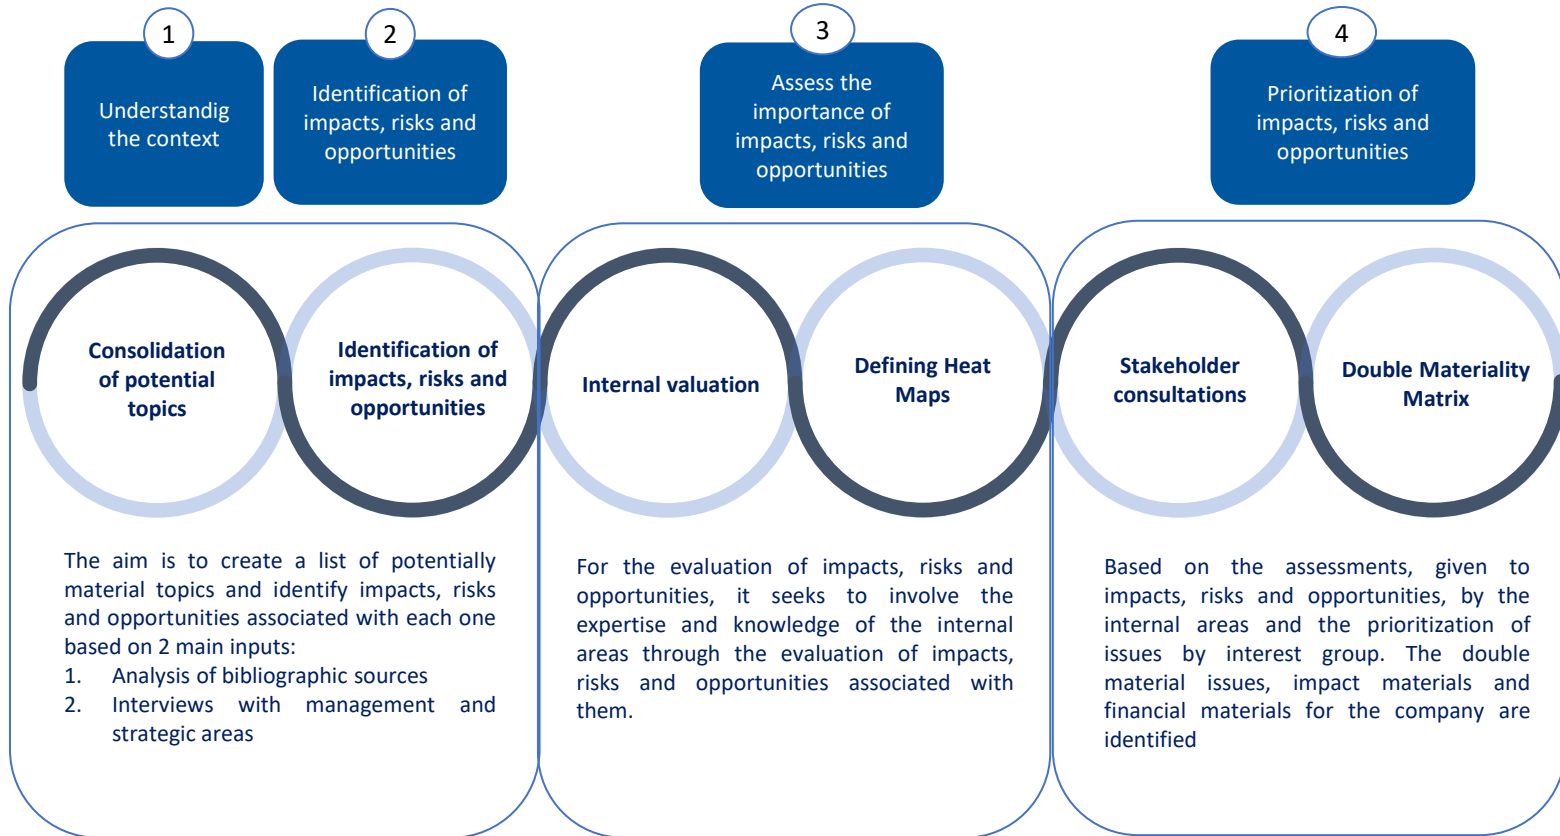 1
Understandig
the context
2
Identification of
impacts, risks and
opportunities
3
Assess the
importance of
impacts, risks and
opportunities
4
Prioritization of
impacts, risks and
opportunities
Consolidation
of potential
topics
Identification of
impacts, risks and
opportunities
Internal valuation
Defining Heat
Maps
Stakeholder
consultations
Double Materiality
Matrix
The aim is to create a list of potentially
material topics and identify impacts, risks
and opportunities associated with each one
based on 2 main inputs:
1. Analysis of bibliographic sources
2. Interviews with management and
strategic areas
For the evaluation of impacts, risks and
opportunities, it seeks to involve the
expertise and knowledge of the internal
areas through the evaluation of impacts,
risks and opportunities associated with
them.
Based on the assessments, given to
impacts, risks and opportunities, by the
internal areas and the prioritization of
issues by interest group. The double
material issues, impact materials and
financial materials for the company are
identified